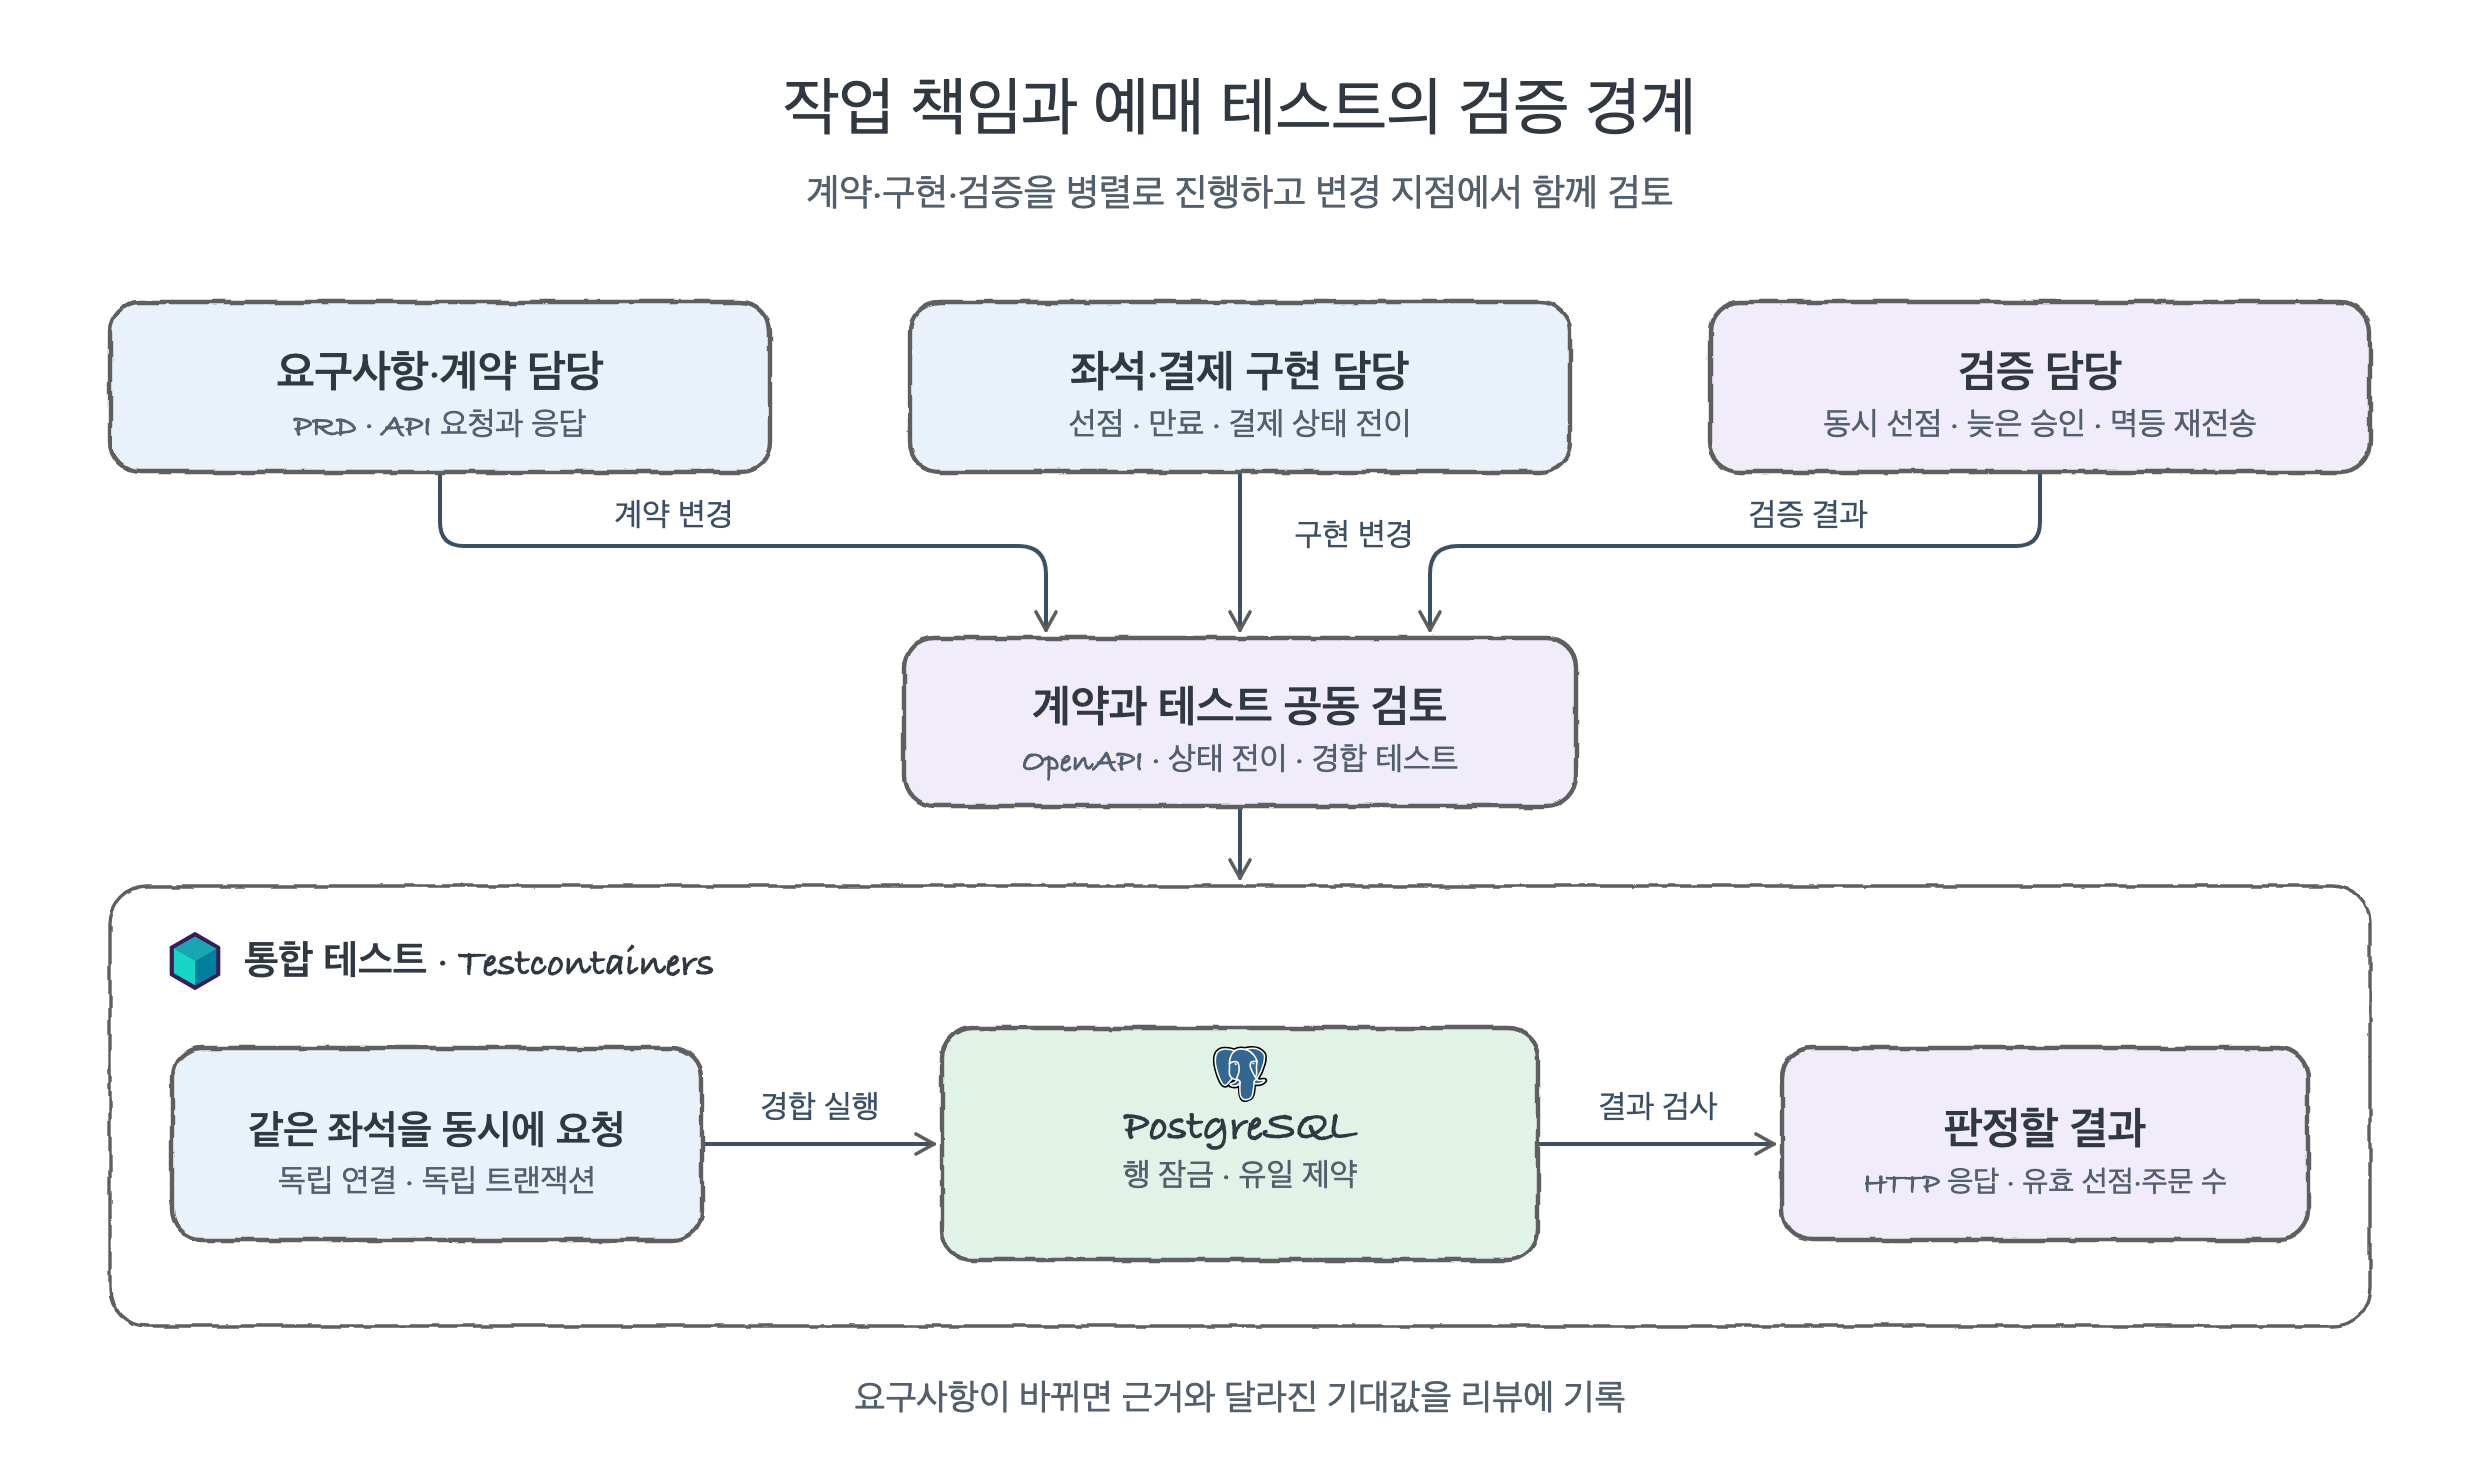 작업 책임과 예매 테스트의 검증 경계
계약·구현·검증을 병렬로 진행하고 변경 지점에서 함께 검토
요구사항·계약 담당
PRD · API 요청과 응답
좌석·결제 구현 담당
선점 · 만료 · 결제 상태 전이
검증 담당
동시 선점 · 늦은 승인 · 멱등 재전송
계약 변경
구현 변경
검증 결과
계약과 테스트 공동 검토
OpenAPI · 상태 전이 · 경합 테스트
통합 테스트 · Testcontainers
같은 좌석을 동시에 요청
독립 연결 · 독립 트랜잭션
경합 실행
PostgreSQL
행 잠금 · 유일 제약
결과 검사
판정할 결과
HTTP 응답 · 유효 선점·주문 수
요구사항이 바뀌면 근거와 달라진 기대값을 리뷰에 기록